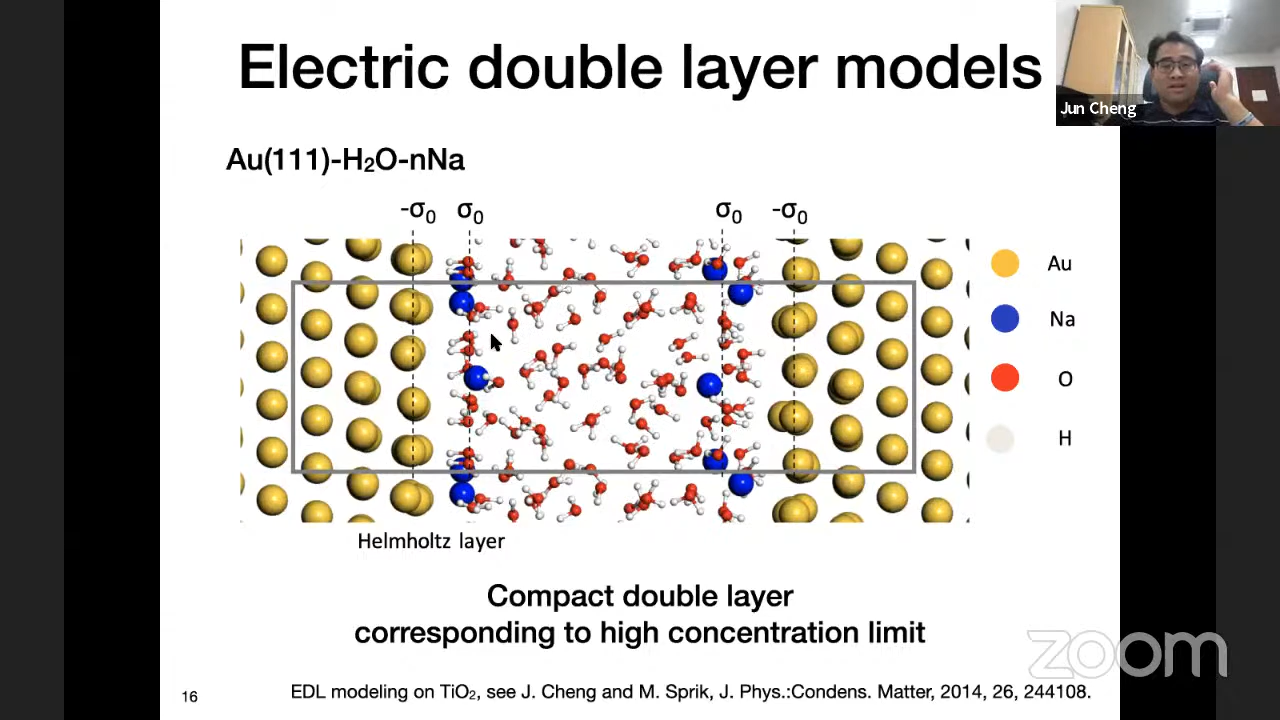 Electric double layer models
Jun Cheng
Au(111)-H₂O-nNa
-σ₀ σ₀ σ₀ -σ₀
Au
Na
O
H
Helmholtz layer
Compact double layer
corresponding to high concentration limit
zoom
16
EDL modeling on TiO₂, see J. Cheng and M. Sprik, J. Phys.:Condens. Matter, 2014, 26, 244108.